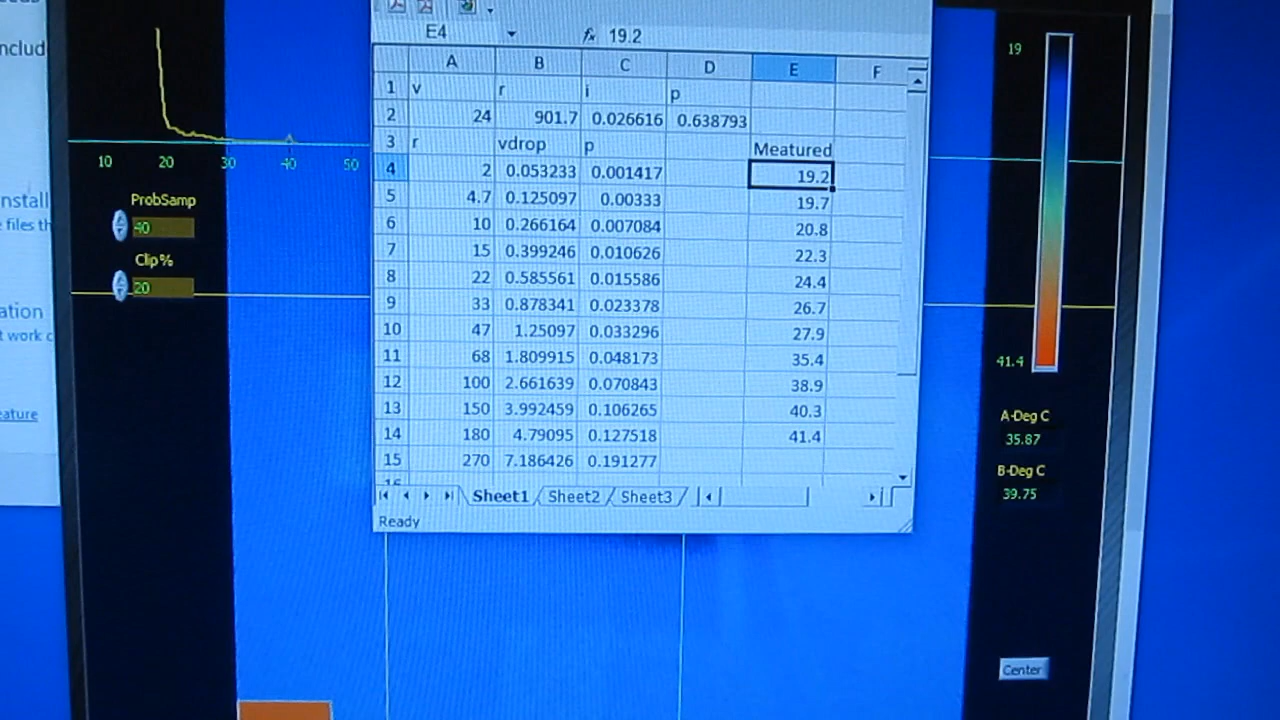 nclud
E4 fx 19.2
A B C D E F
1 v r i p
2 24 901.7 0.026616 0.638793
3 r vdrop p Meatured
4 2 0.053233 0.001417 19.2
5 4.7 0.125097 0.00333 19.7
6 10 0.266164 0.007084 20.8
7 15 0.399246 0.010626 22.3
8 22 0.585561 0.015586 24.4
9 33 0.878341 0.023378 26.7
10 47 1.25097 0.033296 27.9
11 68 1.809915 0.048173 35.4
12 100 2.661639 0.070843 38.9
13 150 3.992459 0.106265 40.3
14 180 4.79095 0.127518 41.4
15 270 7.186426 0.191277
Sheet1 Sheet2 Sheet3
Ready
10 20 30 40 50
ProbSamp
40
Clip%
20
nstall
e files th
ation
t work c
eature
19
41.4
A-Deg C
35.87
B-Deg C
39.75
Center